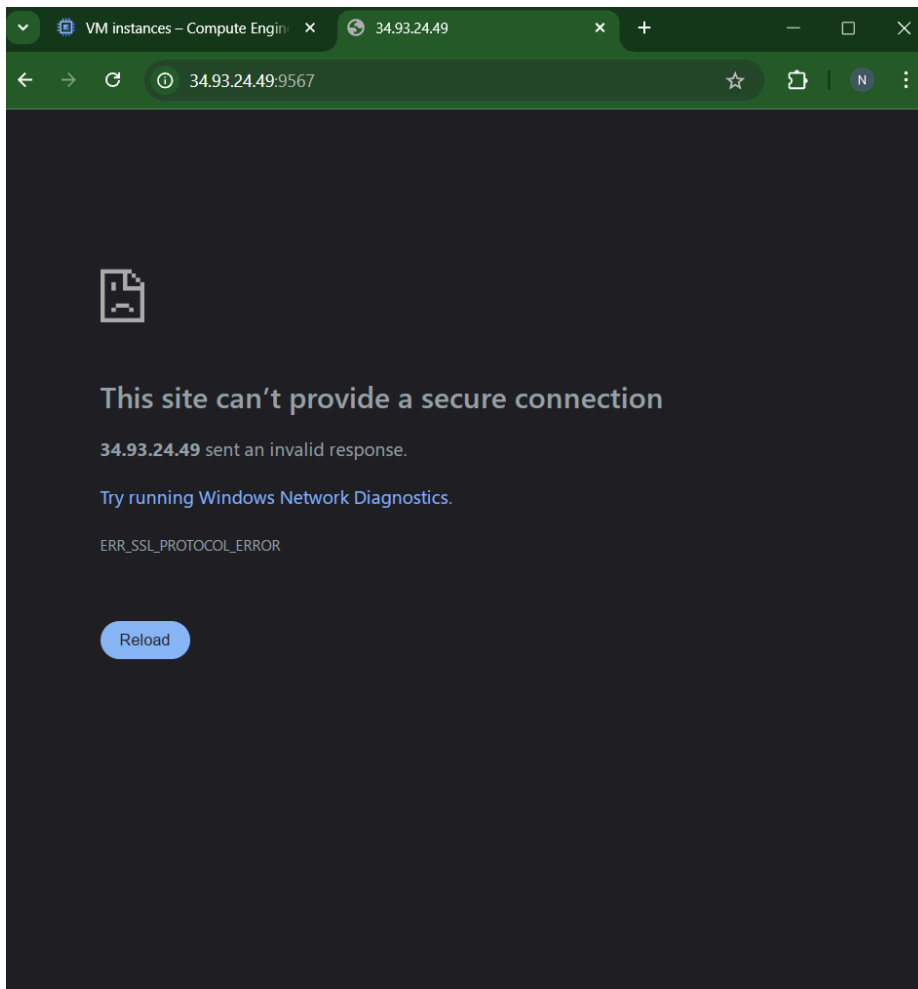 VM instances – Compute Engin
34.93.24.49
34.93.24.49:9567
N
This site can’t provide a secure connection
34.93.24.49 sent an invalid response.
Try running Windows Network Diagnostics.
ERR_SSL_PROTOCOL_ERROR
Reload